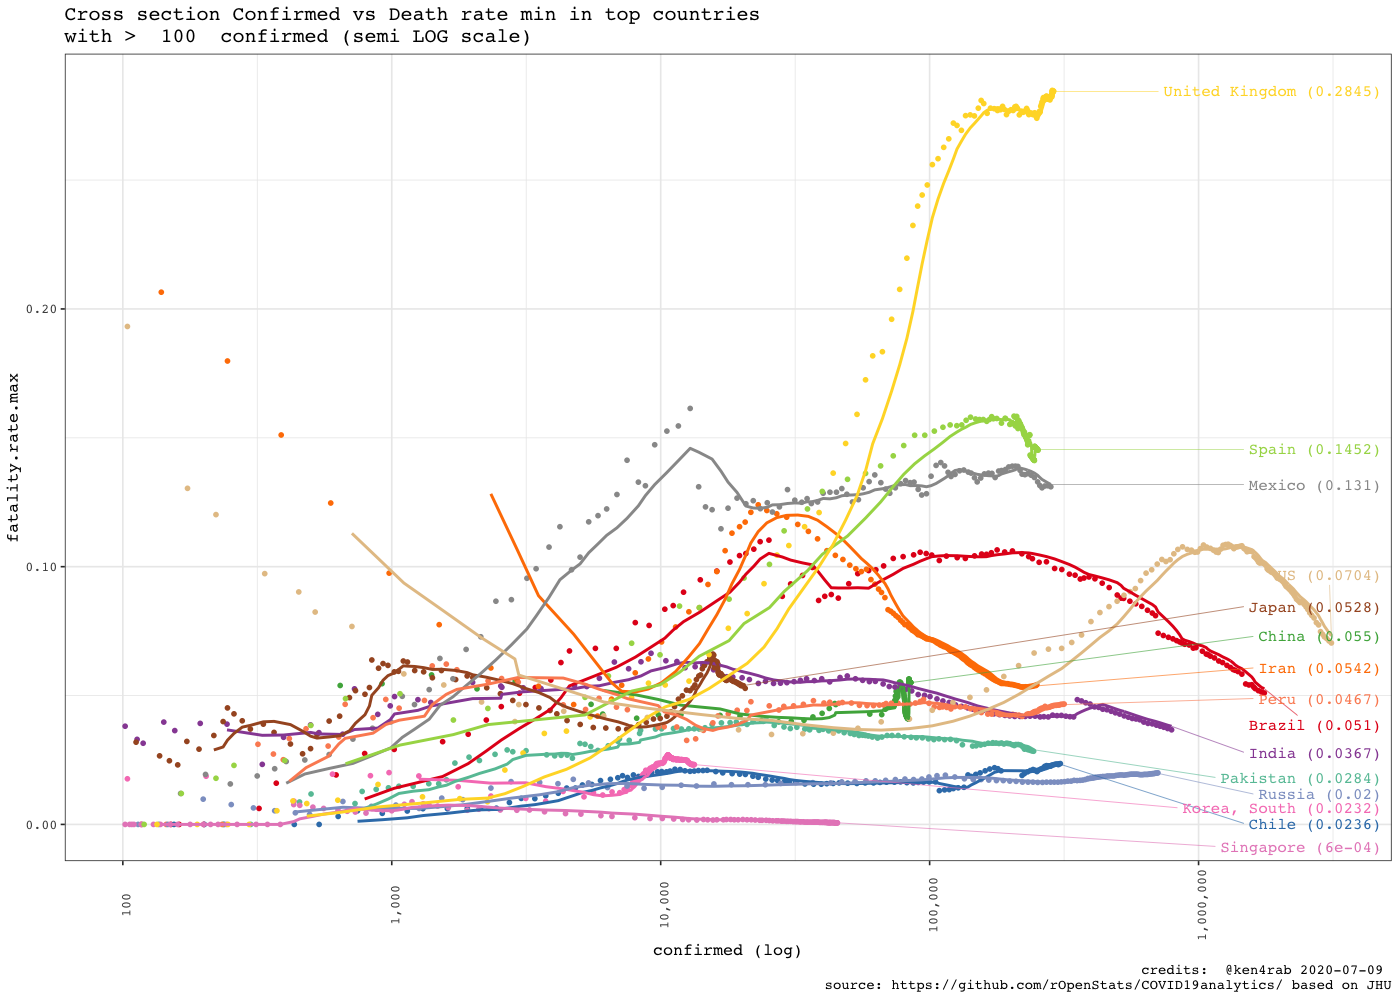 Cross section Confirmed vs Death rate min in top countries
with >  100  confirmed (semi LOG scale)
fatality.rate.max
0.20
0.10
0.00
United Kingdom (0.2845)
Spain (0.1452)
Mexico (0.131)
US (0.0704)
Japan (0.0528)
China (0.055)
Iran (0.0542)
Peru (0.0467)
Brazil (0.051)
India (0.0367)
Pakistan (0.0284)
Russia (0.02)
Korea, South (0.0232)
Chile (0.0236)
Singapore (6e-04)
100
1,000
10,000
100,000
1,000,000
confirmed (log)
credits:  @ken4rab 2020-07-09
source: https://github.com/rOpenStats/COVID19analytics/ based on JHU